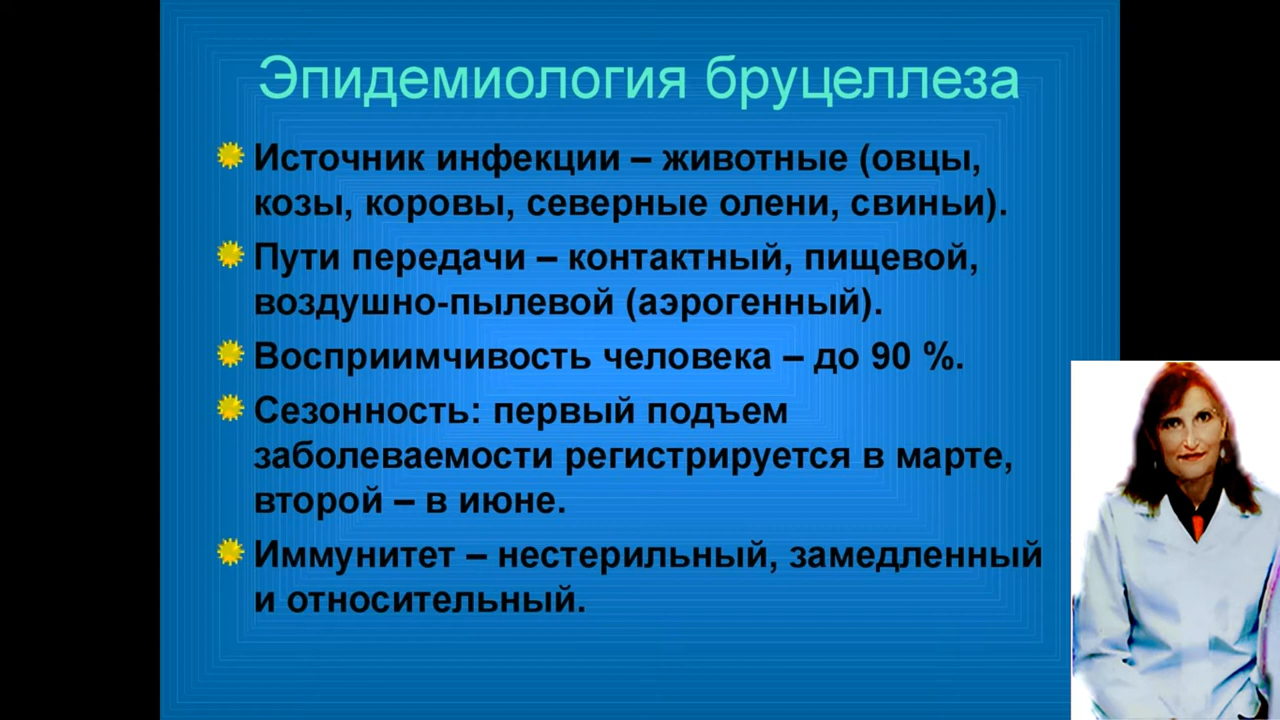 Эпидемиология бруцеллеза
Источник инфекции – животные (овцы,
козы, коровы, северные олени, свиньи).
Пути передачи – контактный, пищевой,
воздушно-пылевой (аэрогенный).
Восприимчивость человека – до 90 %.
Сезонность: первый подъем
заболеваемости регистрируется в марте,
второй – в июне.
Иммунитет – нестерильный, замедленный
и относительный.